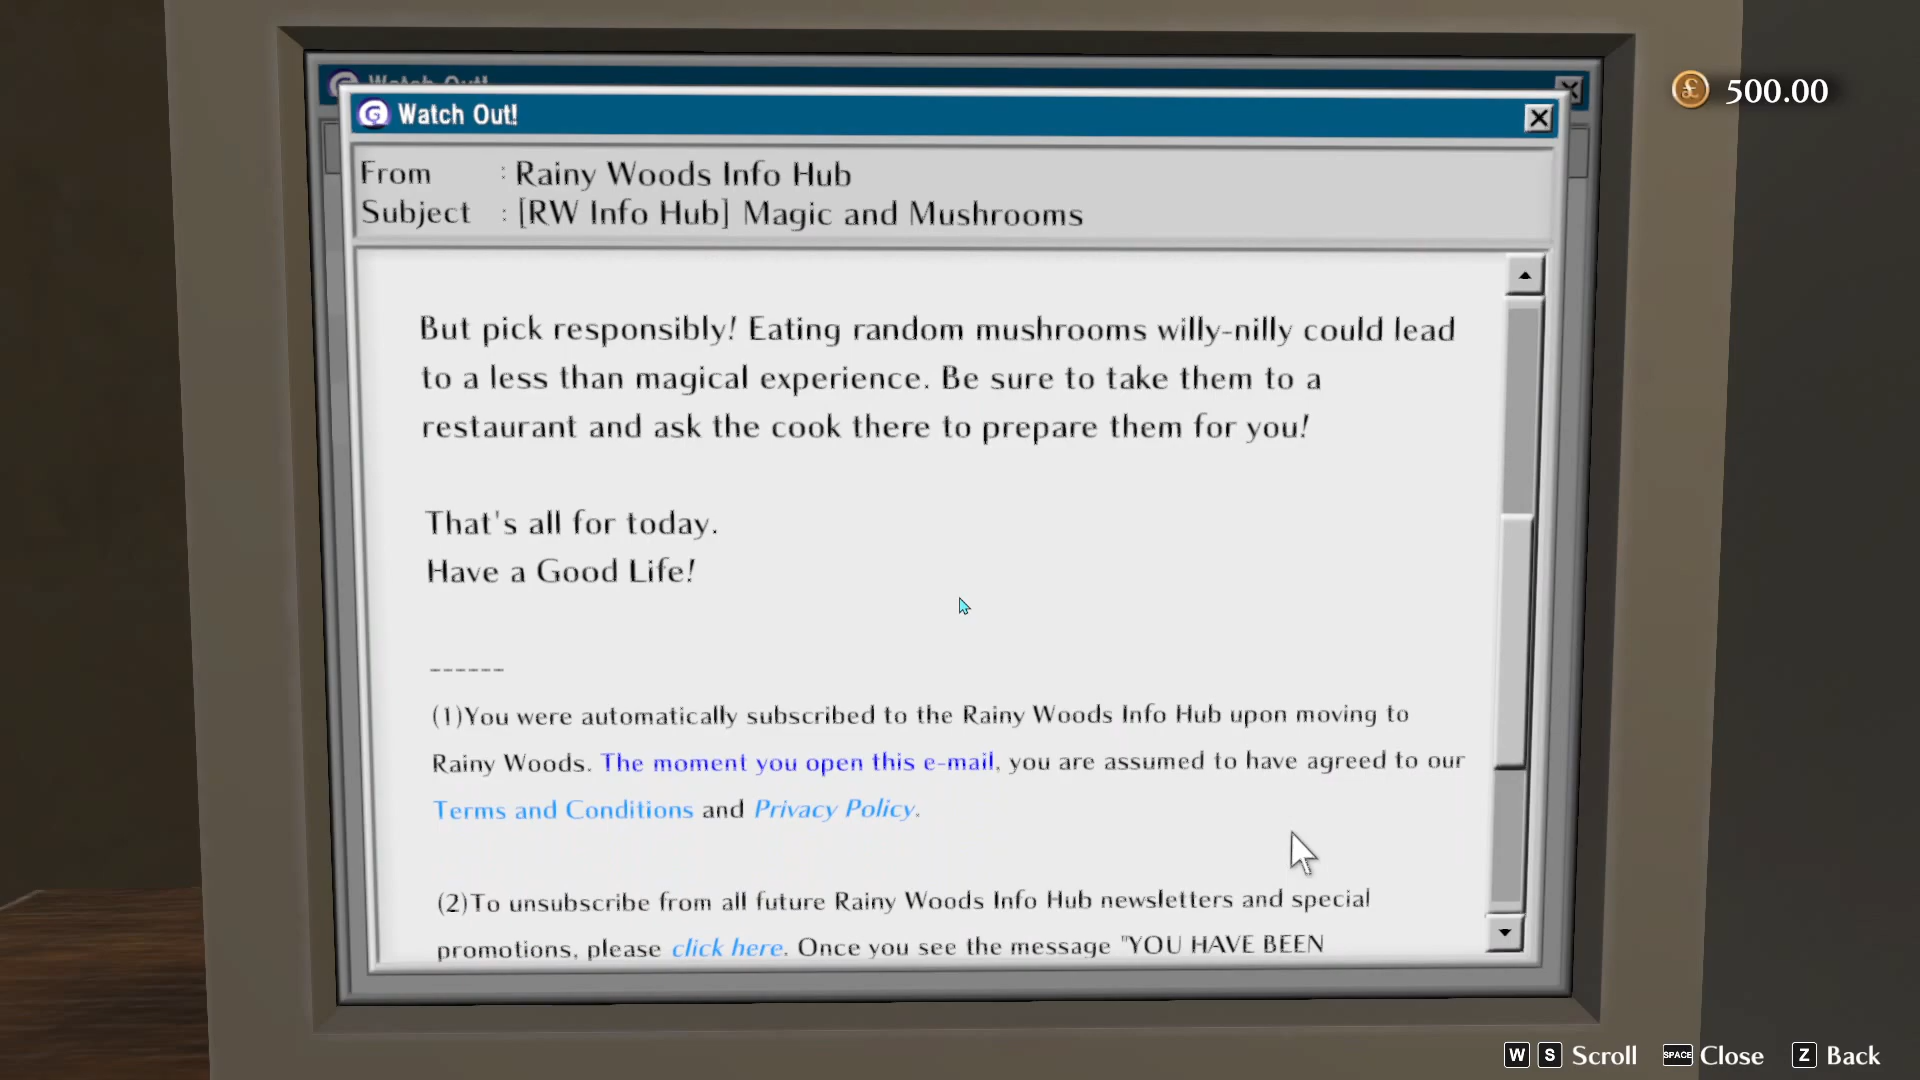 Watch Out!
500.00
Watch Out!
From : Rainy Woods Info Hub
Subject : [RW Info Hub] Magic and Mushrooms
But pick responsibly! Eating random mushrooms willy-nilly could lead
to a less than magical experience. Be sure to take them to a
restaurant and ask the cook there to prepare them for you!
That's all for today.
Have a Good Life!
------
(1)You were automatically subscribed to the Rainy Woods Info Hub upon moving to
Rainy Woods. The moment you open this e-mail, you are assumed to have agreed to our
Terms and Conditions and Privacy Policy.
(2)To unsubscribe from all future Rainy Woods Info Hub newsletters and special
promotions, please click here. Once you see the message "YOU HAVE BEEN
W S Scroll SPACE Close Z Back